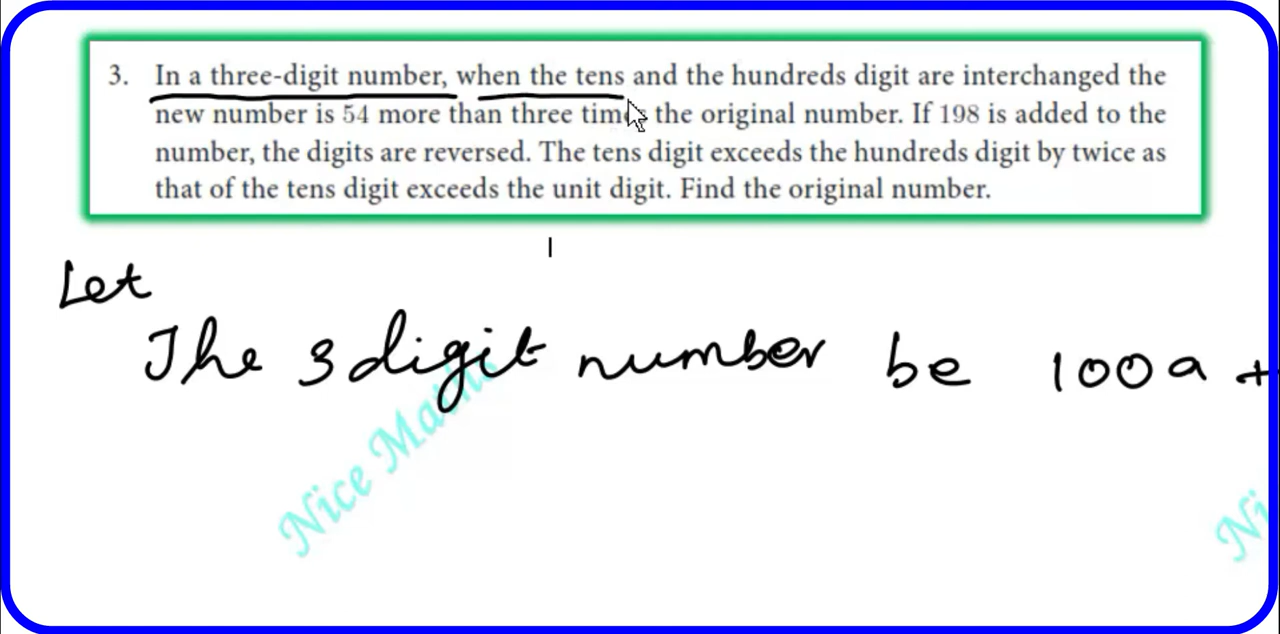 3. In a three-digit number, when the tens and the hundreds digit are interchanged the
new number is 54 more than three times the original number. If 198 is added to the
number, the digits are reversed. The tens digit exceeds the hundreds digit by twice as
that of the tens digit exceeds the unit digit. Find the original number.
Let
The 3 digit number be 100a +
Nice Maths
Ni